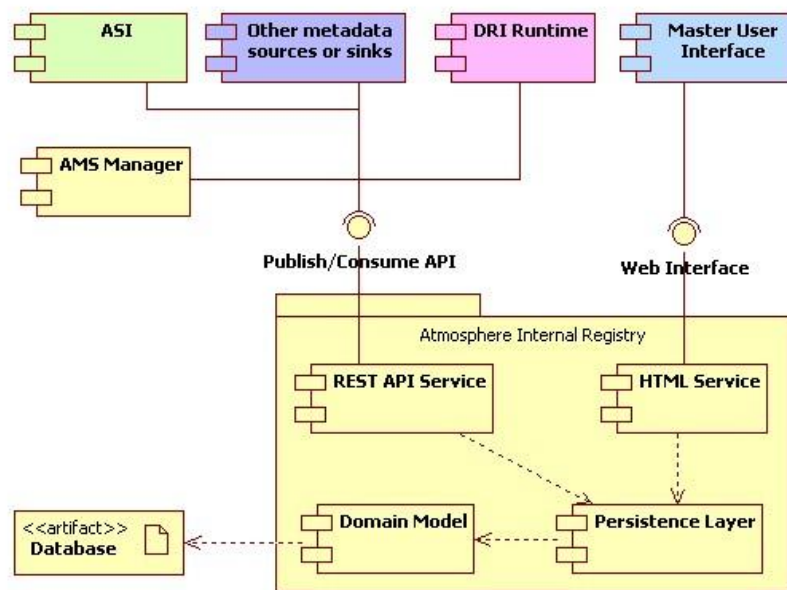 ASI
Other metadata
sources or sinks
DRI Runtime
Master User
Interface
AMS Manager
Publish/Consume API
Web Interface
Atmosphere Internal Registry
REST API Service
HTML Service
<<artifact>>
Database
Domain Model
Persistence Layer